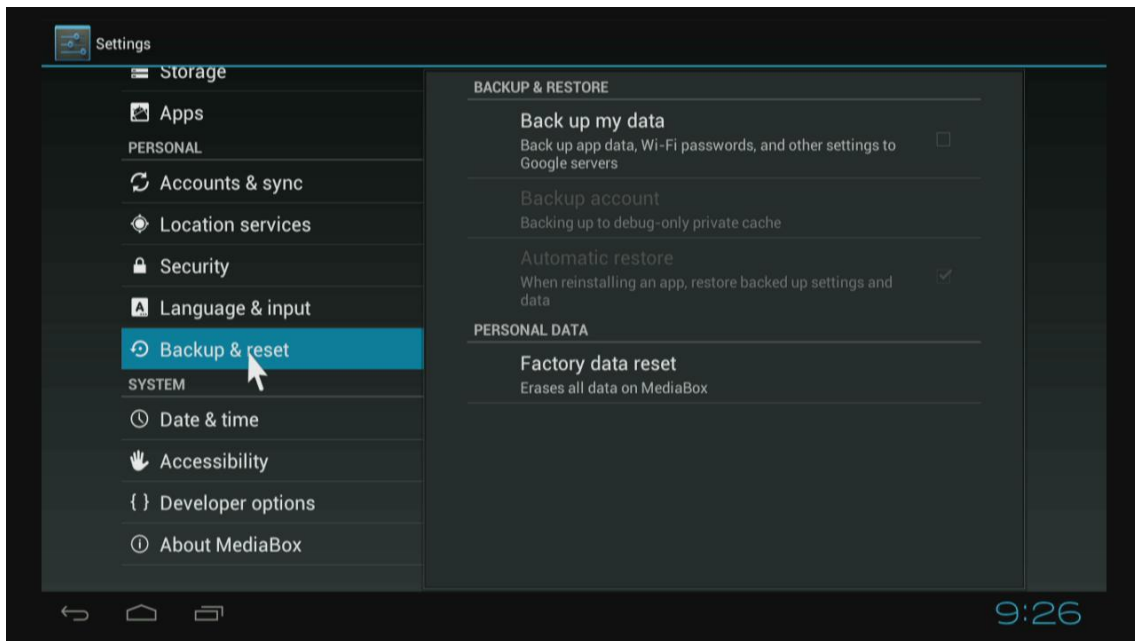 Settings
Storage
Apps
PERSONAL
Accounts & sync
Location services
Security
Language & input
Backup & reset
SYSTEM
Date & time
Accessibility
{ } Developer options
About MediaBox
BACKUP & RESTORE
Back up my data
Back up app data, Wi-Fi passwords, and other settings to
Google servers
Backup account
Backing up to debug-only private cache
Automatic restore
When reinstalling an app, restore backed up settings and
data
PERSONAL DATA
Factory data reset
Erases all data on MediaBox
9:26